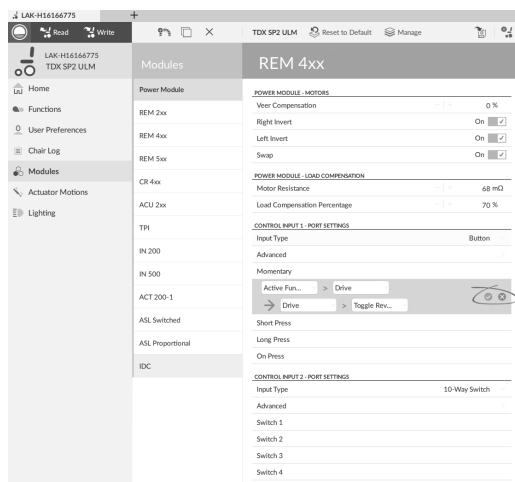 LAK-H16166775 +
Read Write TDX SP2 ULM Reset to Default Manage
LAK-H16166775
TDX SP2 ULM
Modules
REM 4xx
Home
Functions
User Preferences
Chair Log
Modules
Actuator Motions
Lighting
Power Module
REM 2xx
REM 4xx
REM 5xx
CR 4xx
ACU 2xx
TPI
IN 200
IN 500
ACT 200-1
ASL Switched
ASL Proportional
IDC
POWER MODULE - MOTORS
Veer Compensation - + 0 %
Right Invert On
Left Invert On
Swap On
POWER MODULE - LOAD COMPENSATION
Motor Resistance - + 68 mΩ
Load Compensation Percentage - + 70 %
CONTROL INPUT 1 - PORT SETTINGS
Input Type Button
Advanced
Momentary
Active Fun... > Drive
Drive > Toggle Rev...
Short Press
Long Press
On Press
CONTROL INPUT 2 - PORT SETTINGS
Input Type 10-Way Switch
Advanced
Switch 1
Switch 2
Switch 3
Switch 4